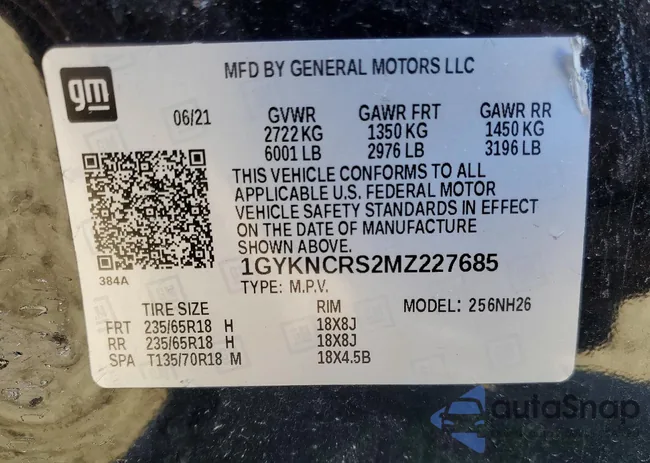 gm
MFD BY GENERAL MOTORS LLC
06/21 GVWR GAWR FRT GAWR RR
2722 KG 1350 KG 1450 KG
6001 LB 2976 LB 3196 LB
THIS VEHICLE CONFORMS TO ALL
APPLICABLE U.S. FEDERAL MOTOR
VEHICLE SAFETY STANDARDS IN EFFECT
ON THE DATE OF MANUFACTURE
SHOWN ABOVE.
384A
1GYKNCRS2MZ227685
TYPE: M.P.V. MODEL: 256NH26
TIRE SIZE RIM
FRT 235/65R18 H 18X8J
RR 235/65R18 H 18X8J
SPA T135/70R18 M 18X4.5B
autoSnap